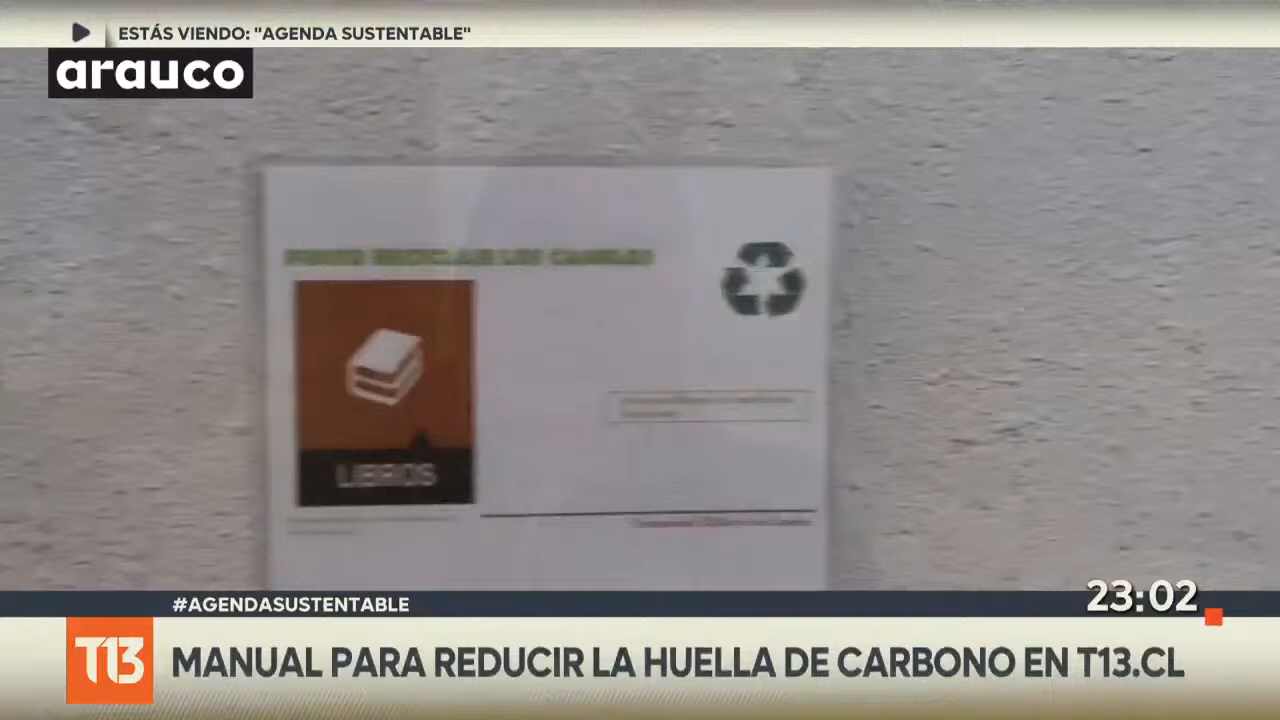 ESTÁS VIENDO: "AGENDA SUSTENTABLE"
arauco
LIBROS
#AGENDASUSTENTABLE
23:02
T13
MANUAL PARA REDUCIR LA HUELLA DE CARBONO EN T13.CL